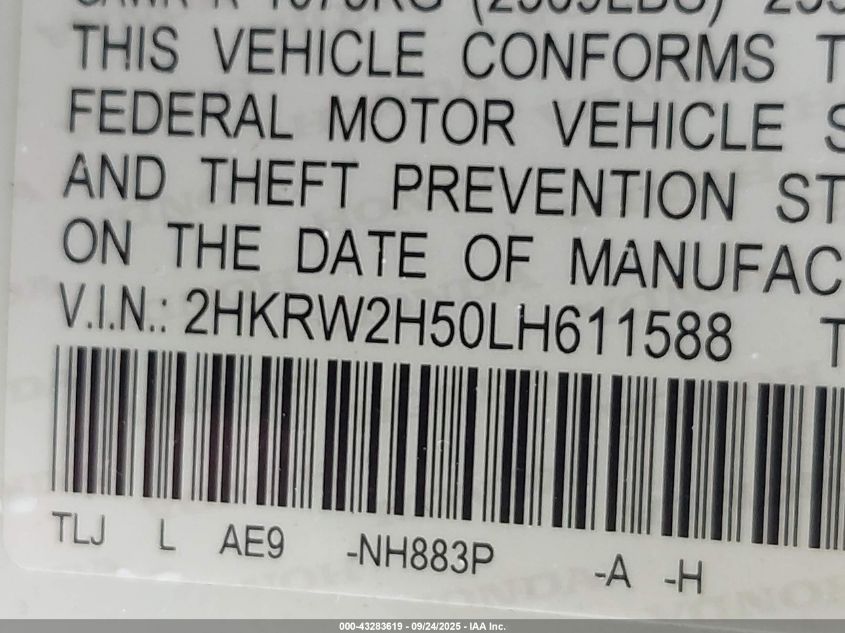 THIS VEHICLE CONFORMS T
FEDERAL MOTOR VEHICLE S
AND THEFT PREVENTION ST
ON THE DATE OF MANUFAC
V.I.N.: 2HKRW2H50LH611588 T
TLJ L AE9 -NH883P -A -H
000-43283619 - 09/24/2025 - IAA Inc.